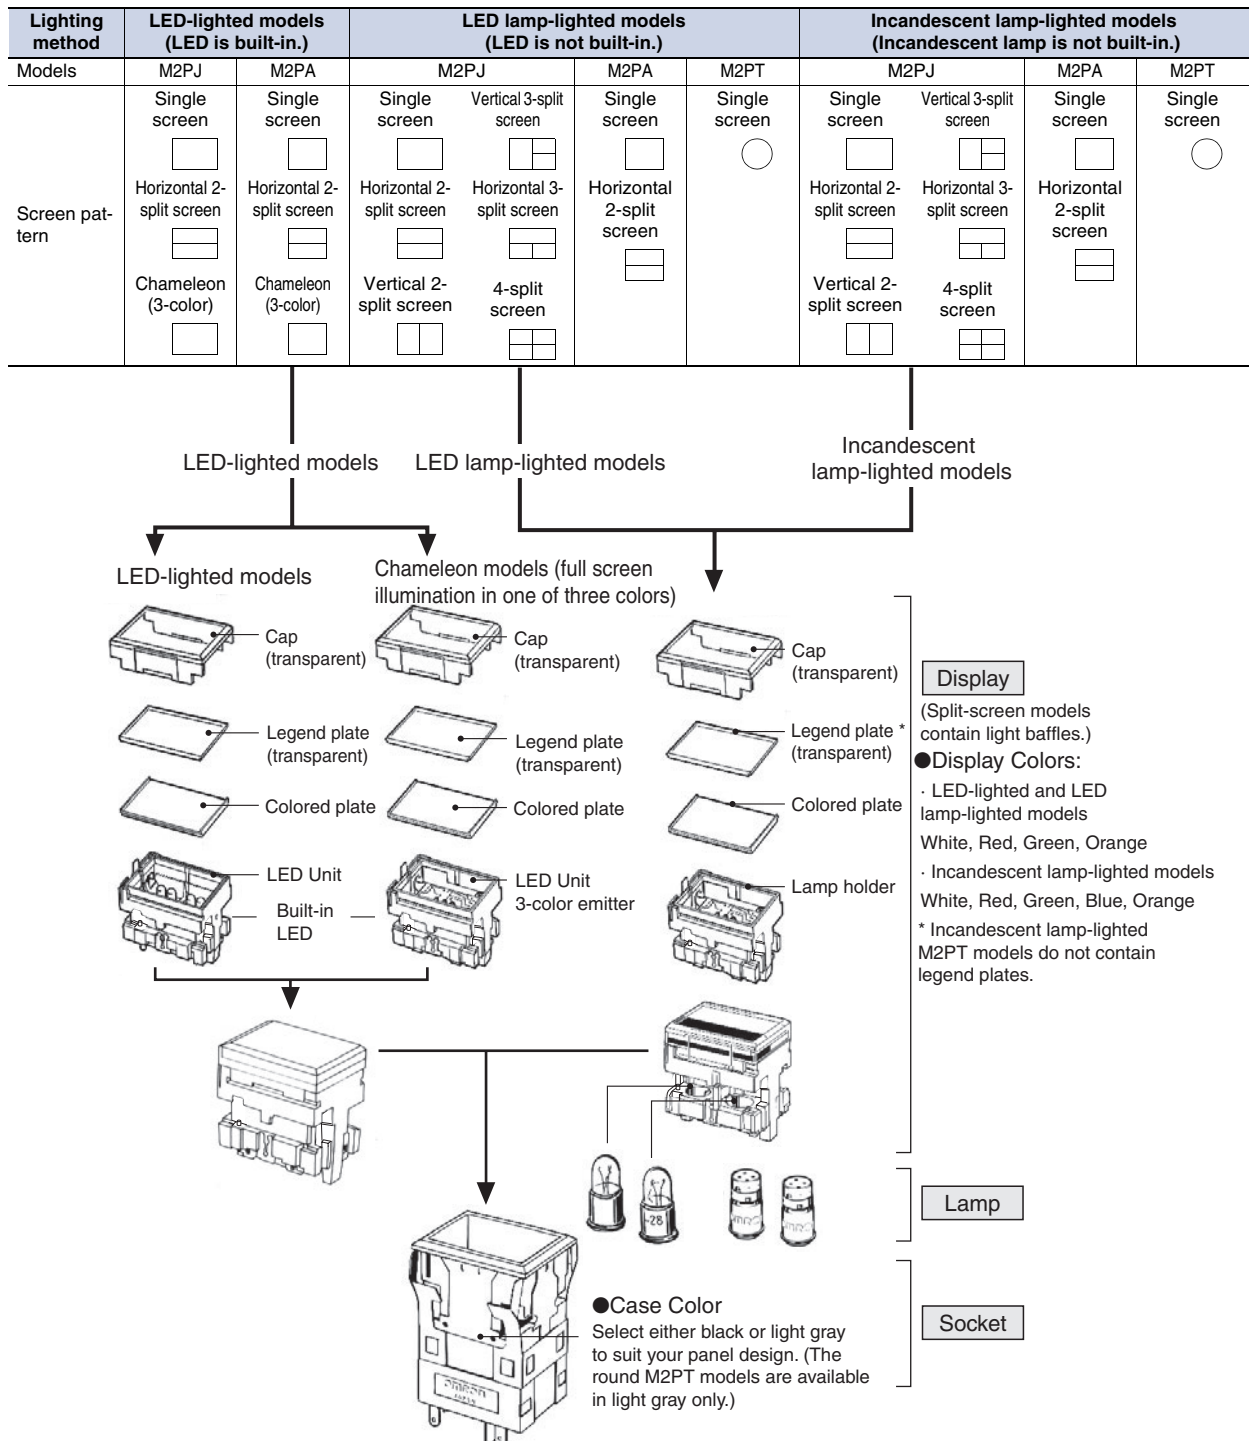 Lighting method
LED-lighted models (LED is built-in.)
LED lamp-lighted models (LED is not built-in.)
Incandescent lamp-lighted models (Incandescent lamp is not built-in.)
Models
M2PJ
M2PA
M2PJ
M2PA
M2PT
M2PJ
M2PA
M2PT
Screen pat-
tern
Single
screen
Horizontal 2-
split screen
Chameleon
(3-color)
Single
screen
Horizontal 2-
split screen
Chameleon
(3-color)
Single
screen
Horizontal 2-
split screen
Vertical 2-
split screen
Vertical 3-split
screen
Horizontal 3-
split screen
4-split
screen
Single
screen
Horizontal
2-split
screen
Single
screen
Single
screen
Horizontal 2-
split screen
Vertical 2-
split screen
Vertical 3-split
screen
Horizontal 3-
split screen
4-split
screen
Single
screen
Horizontal
2-split
screen
Single
screen
LED-lighted models
LED lamp-lighted models
Incandescent
lamp-lighted models
LED-lighted models
Cap
(transparent)
Legend plate
(transparent)
Colored plate
LED Unit
Built-in
LED
Chameleon models (full screen
illumination in one of three colors)
Cap
(transparent)
Legend plate
(transparent)
Colored plate
LED Unit
3-color emitter
Cap
(transparent)
Legend plate *
(transparent)
Colored plate
Lamp holder
Display
(Split-screen models
contain light baffles.)
●Display Colors:
· LED-lighted and LED
lamp-lighted models
White, Red, Green, Orange
· Incandescent lamp-lighted models
White, Red, Green, Blue, Orange
* Incandescent lamp-lighted
M2PT models do not contain
legend plates.
-28
Lamp
●Case Color
Select either black or light gray
to suit your panel design. (The
round M2PT models are available
in light gray only.)
omron
Socket